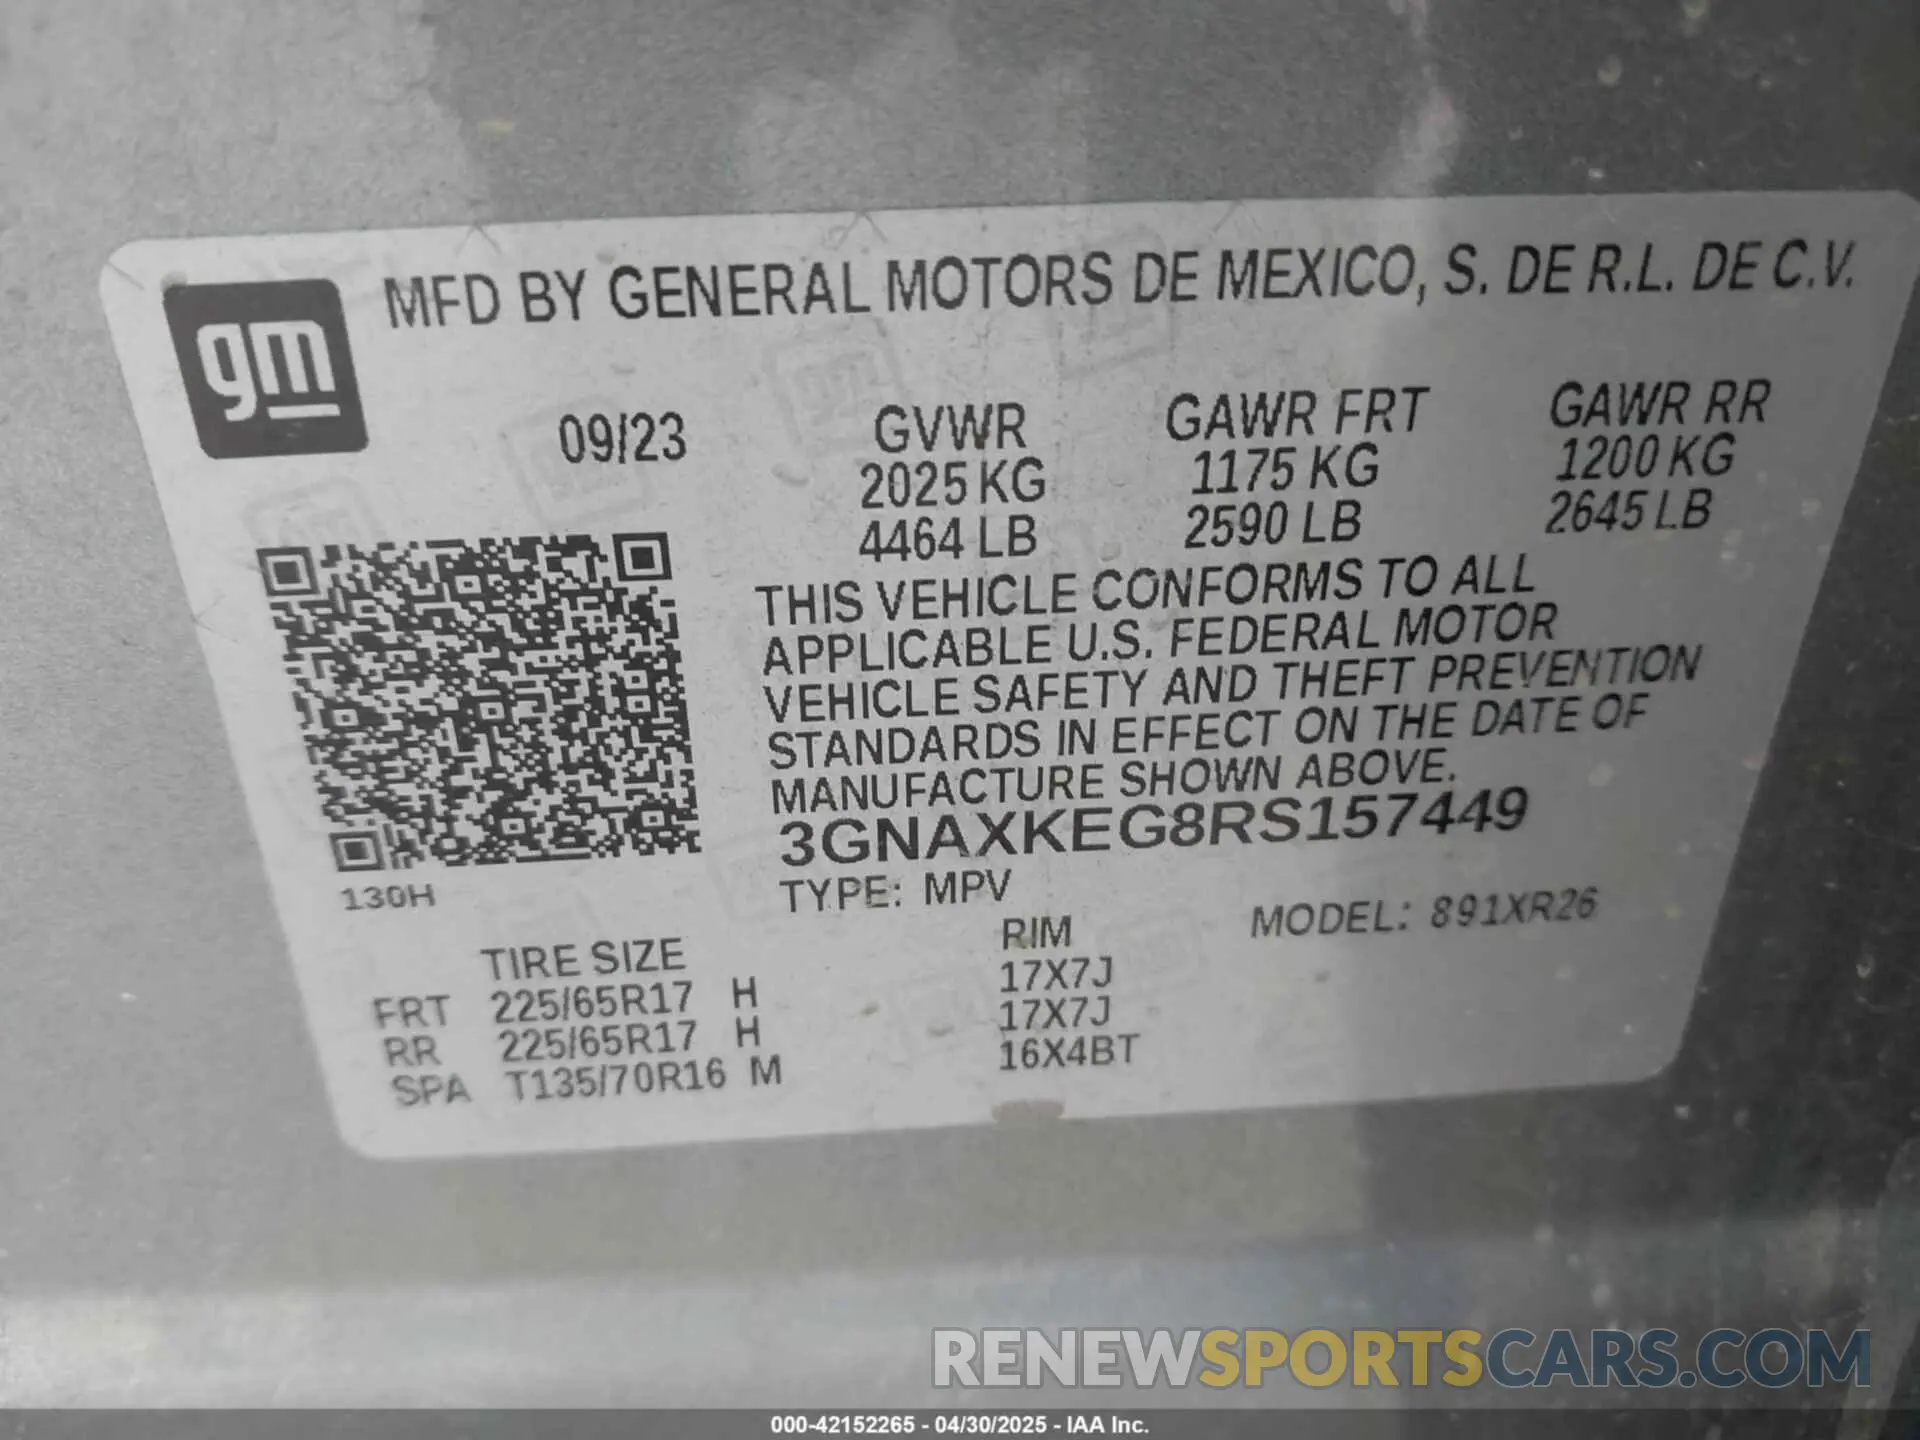 gm
MFD BY GENERAL MOTORS DE MEXICO, S. DE R.L. DE C.V.
09/23 GVWR GAWR FRT GAWR RR
2025 KG 1175 KG 1200 KG
4464 LB 2590 LB 2645 LB
THIS VEHICLE CONFORMS TO ALL
APPLICABLE U.S. FEDERAL MOTOR
VEHICLE SAFETY AND THEFT PREVENTION
STANDARDS IN EFFECT ON THE DATE OF
MANUFACTURE SHOWN ABOVE.
3GNAXKEG8RS157449
130H
TYPE: MPV MODEL: 891XR26
TIRE SIZE RIM
FRT 225/65R17 H 17X7J
RR 225/65R17 H 17X7J
SPA T135/70R16 M 16X4BT
RENEWSPORTSCARS.COM
000-42152265 - 04/30/2025 - IAA Inc.